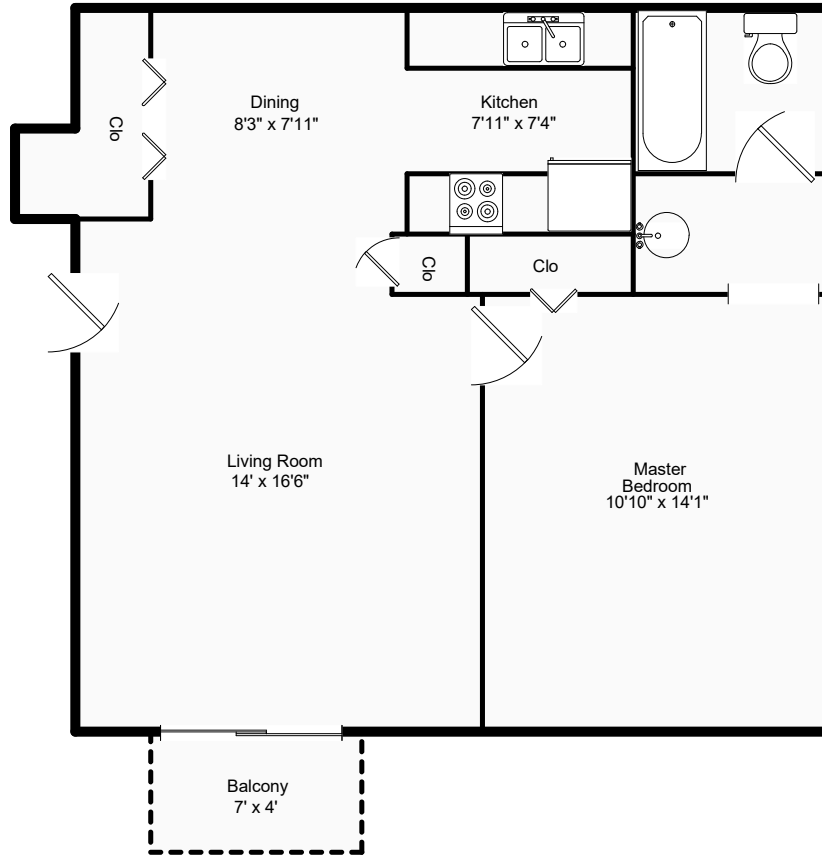 Clo
Dining
8'3" x 7'11"
Kitchen
7'11" x 7'4"
Clo
Clo
Living Room
14' x 16'6"
Master
Bedroom
10'10" x 14'1"
Balcony
7' x 4'